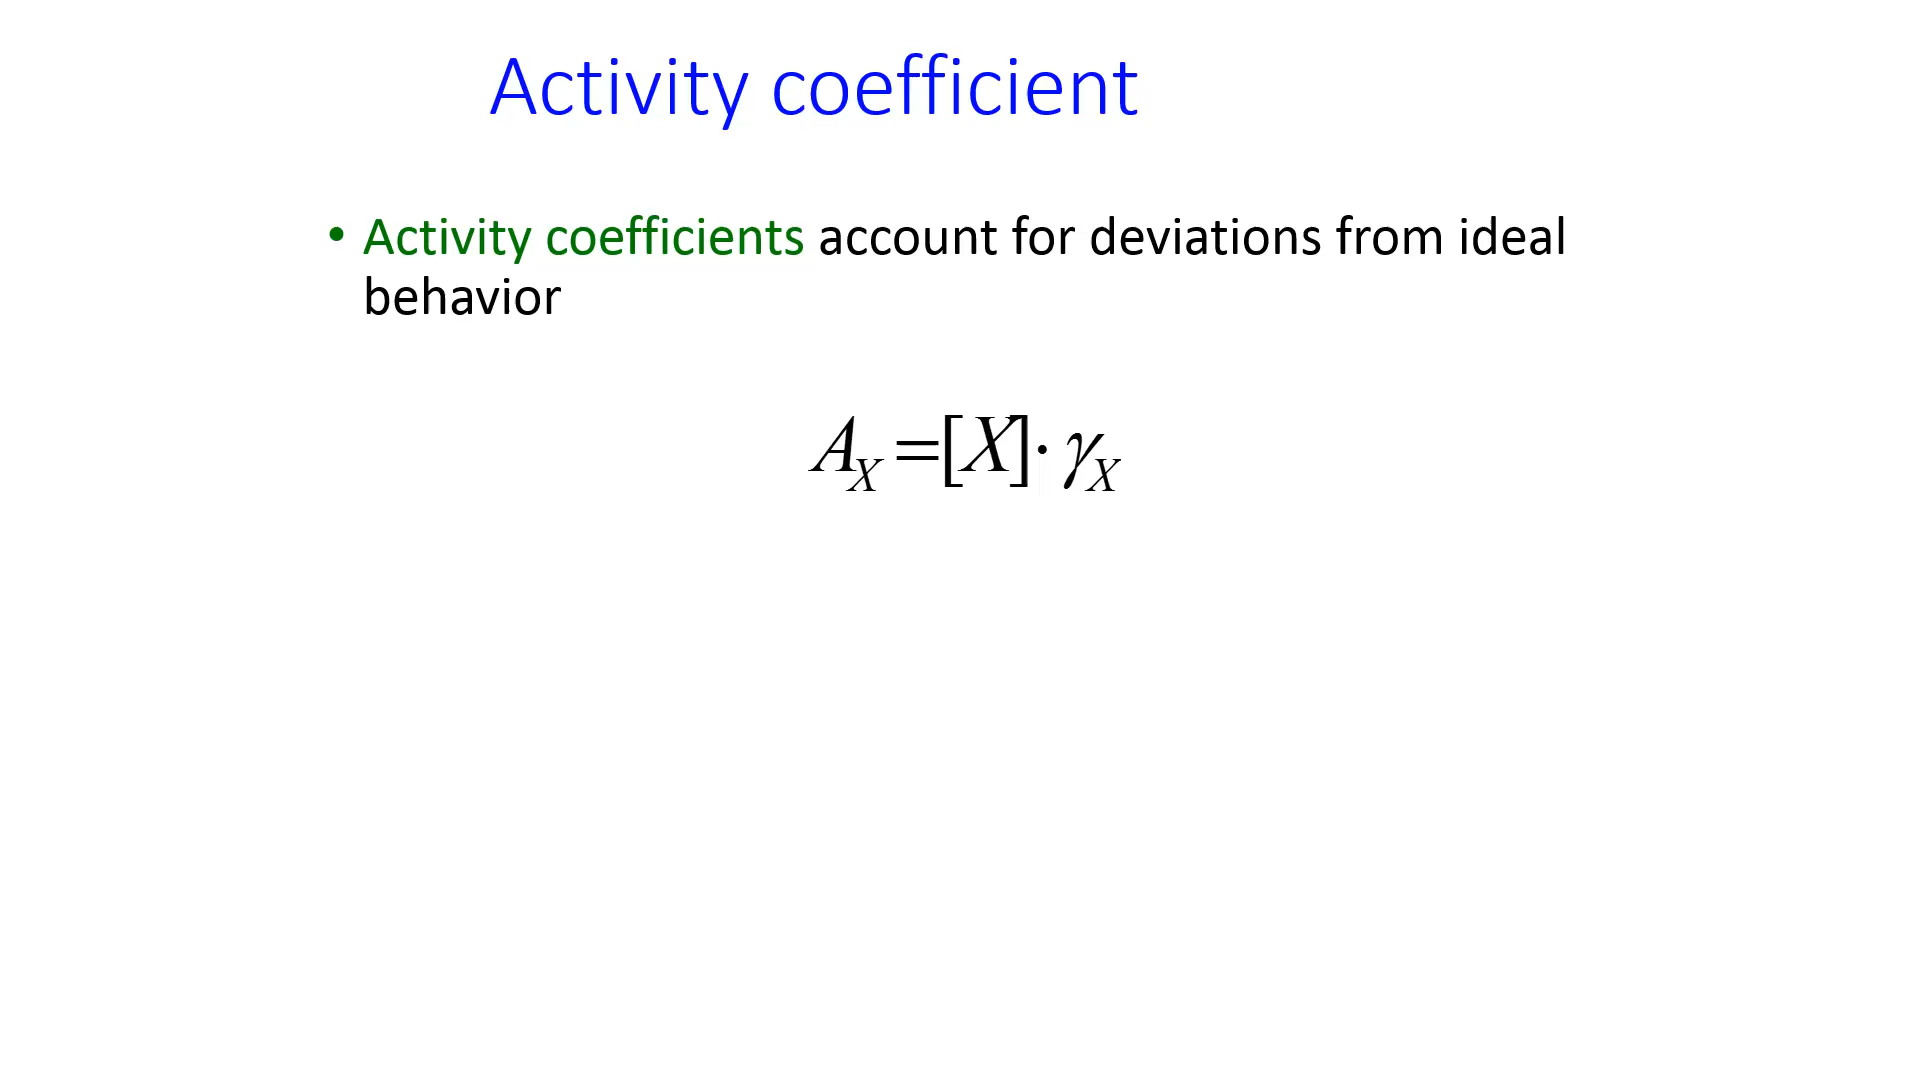 Activity coefficient
• Activity coefficients account for deviations from ideal
behavior
A_X = [X] · γ_X